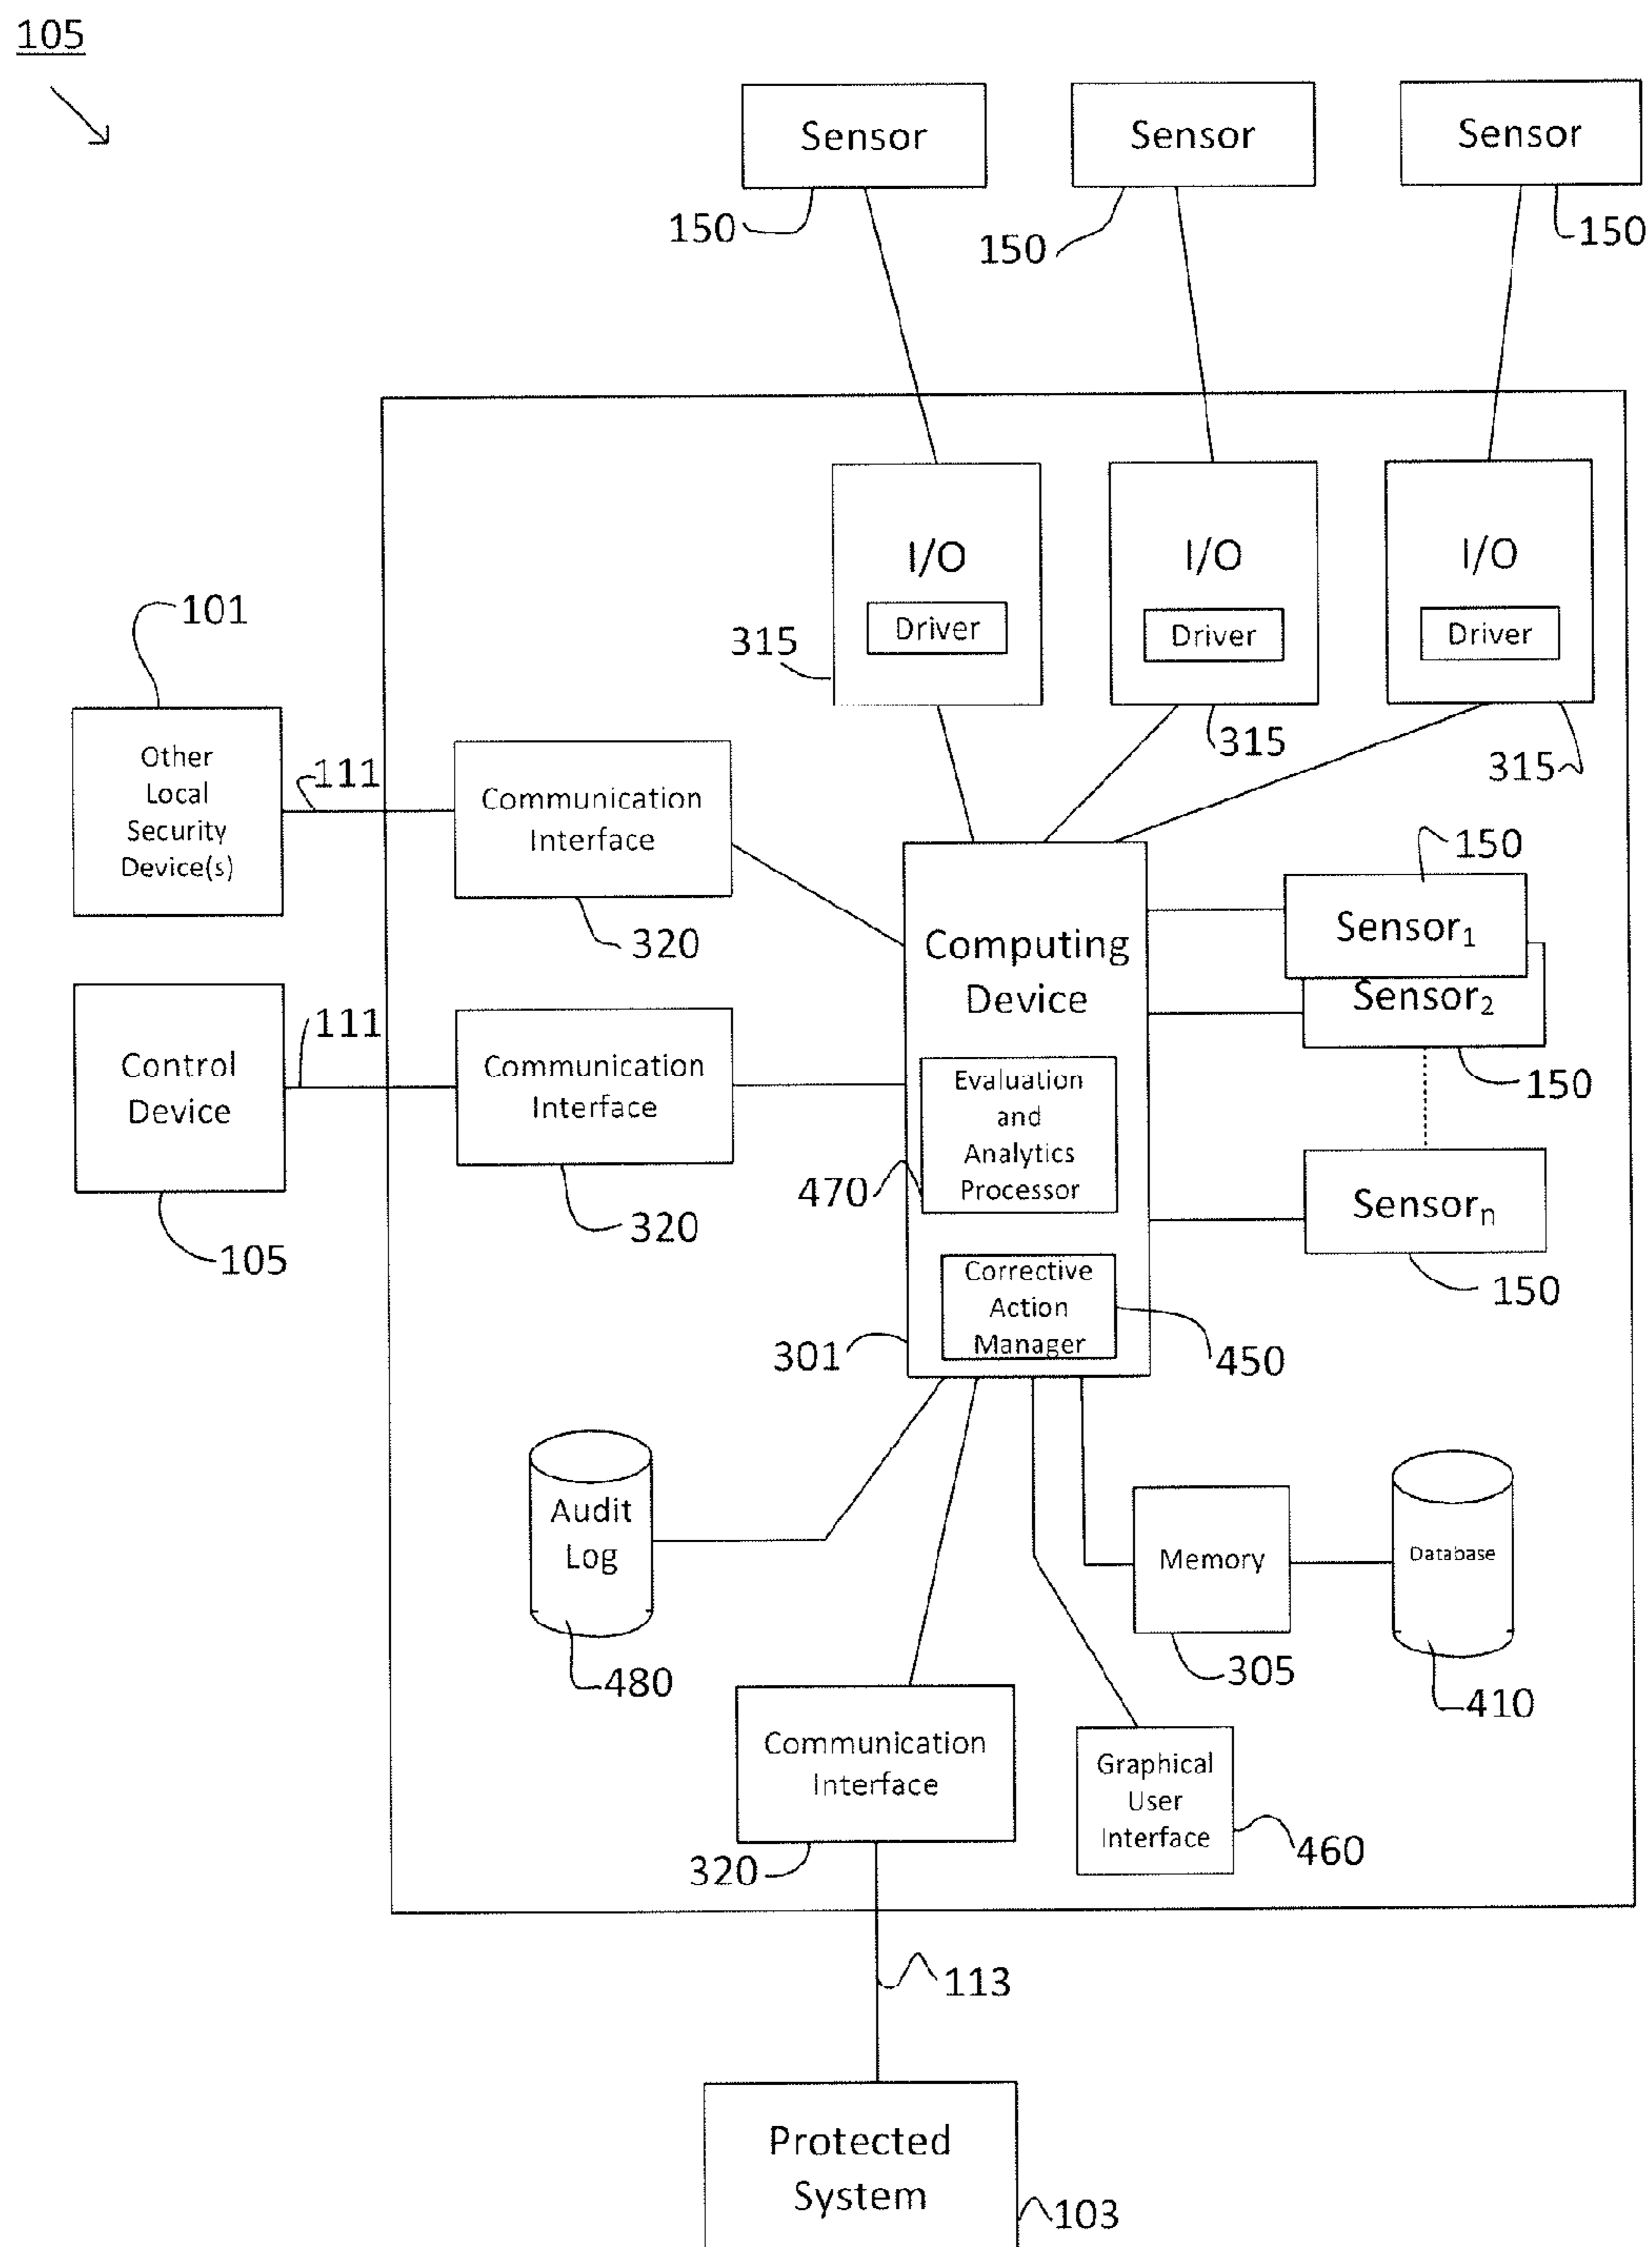 105
Sensor
Sensor
Sensor
150
150
150
I/O
Driver
315
I/O
Driver
315
I/O
Driver
315
101
Other
Local
Security
Device(s)
111
Communication
Interface
320
Control
Device
105
111
Communication
Interface
320
Computing
Device
Evaluation
and
Analytics
Processor
470
Corrective
Action
Manager
450
301
150
Sensor1
Sensor2
150
Sensorn
150
Audit
Log
480
Memory
305
Database
410
Communication
Interface
320
Graphical
User
Interface
460
113
Protected
System
103